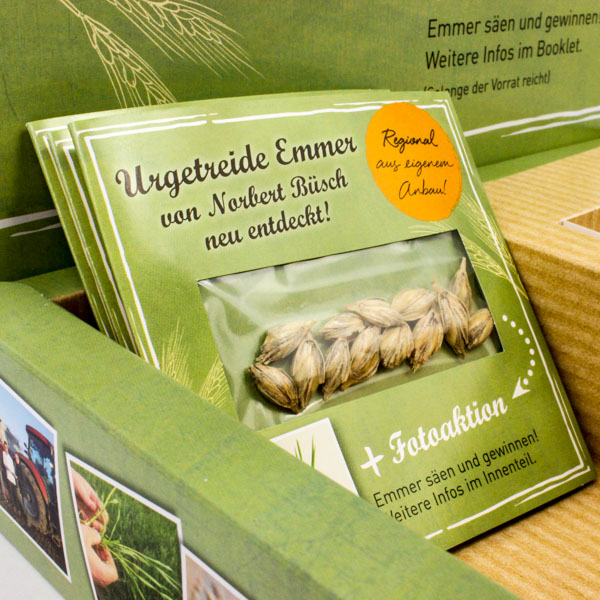 Emmer säen und gewinnen!
Weitere Infos im Booklet.
(Solange der Vorrat reicht)
Urgetreide Emmer
von Norbert Büsch
neu entdeckt!
Regional
aus eigenem
Anbau!
+ Fotoaktion
Emmer säen und gewinnen!
Weitere Infos im Innenteil.